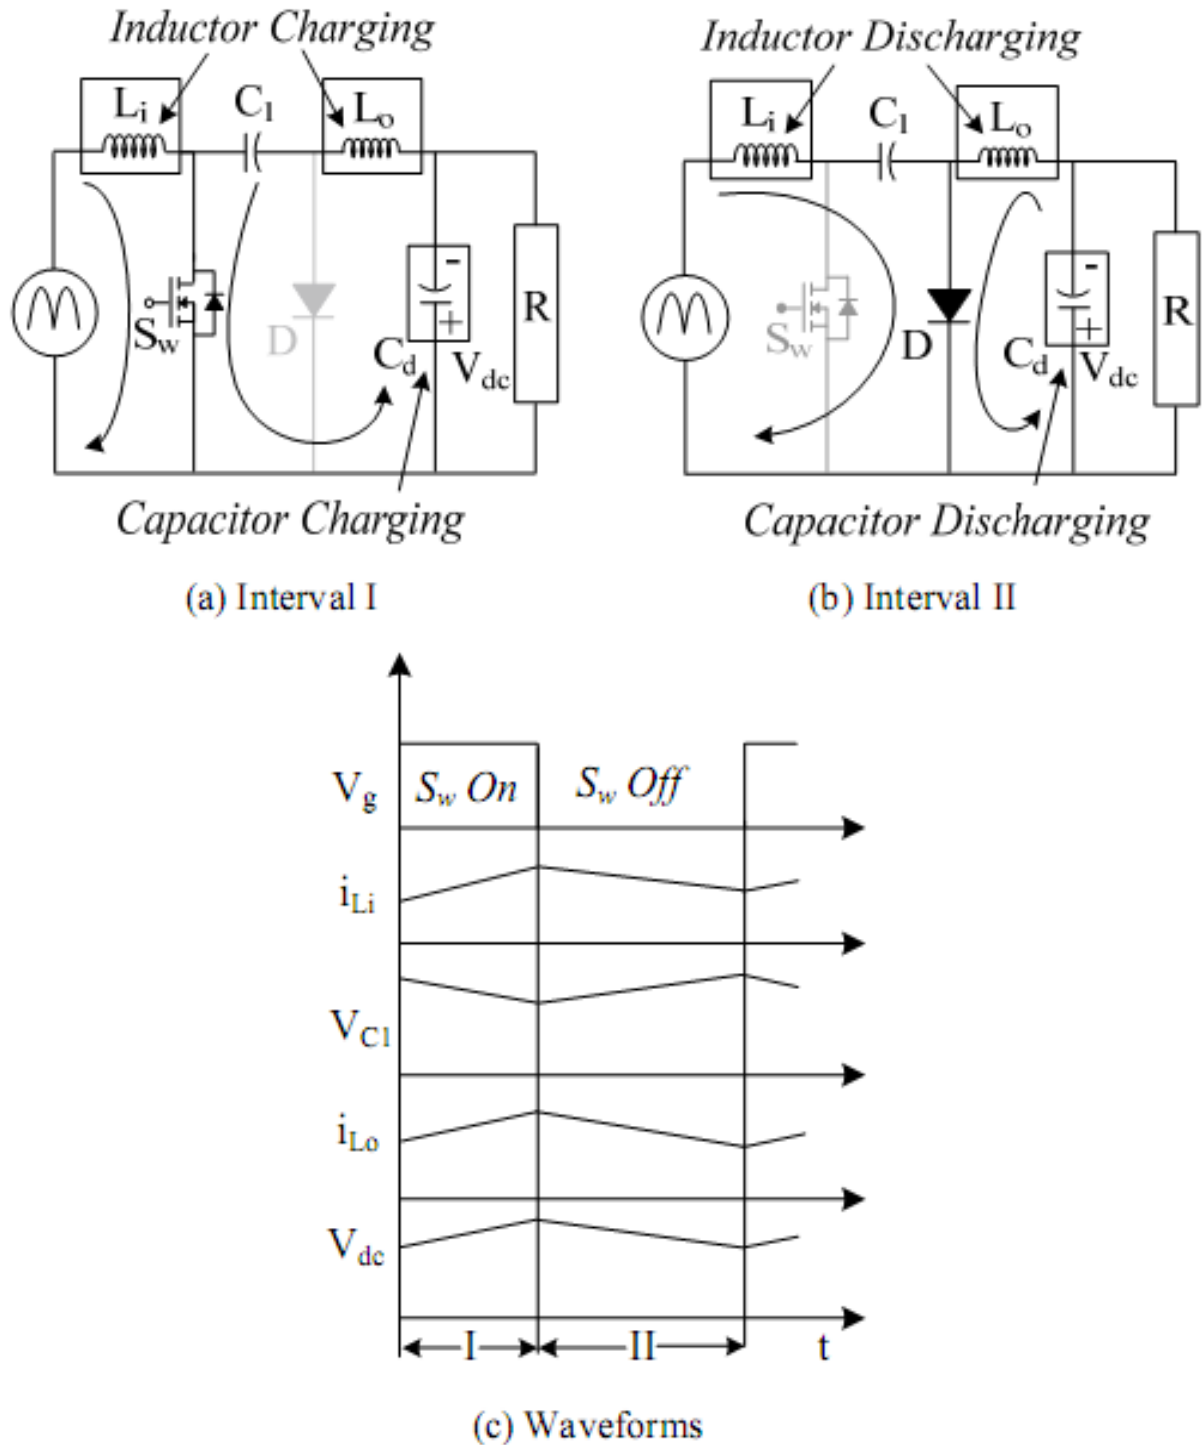 Inductor Charging
Li
C1
Lo
Sw
D
Cd
-
+
Vdc
R
Capacitor Charging
(a) Interval I
Inductor Discharging
Li
C1
Lo
Sw
D
Cd
-
+
Vdc
R
Capacitor Discharging
(b) Interval II
Vg
Sw On
Sw Off
iLi
VC1
iLo
Vdc
I
II
t
(c) Waveforms